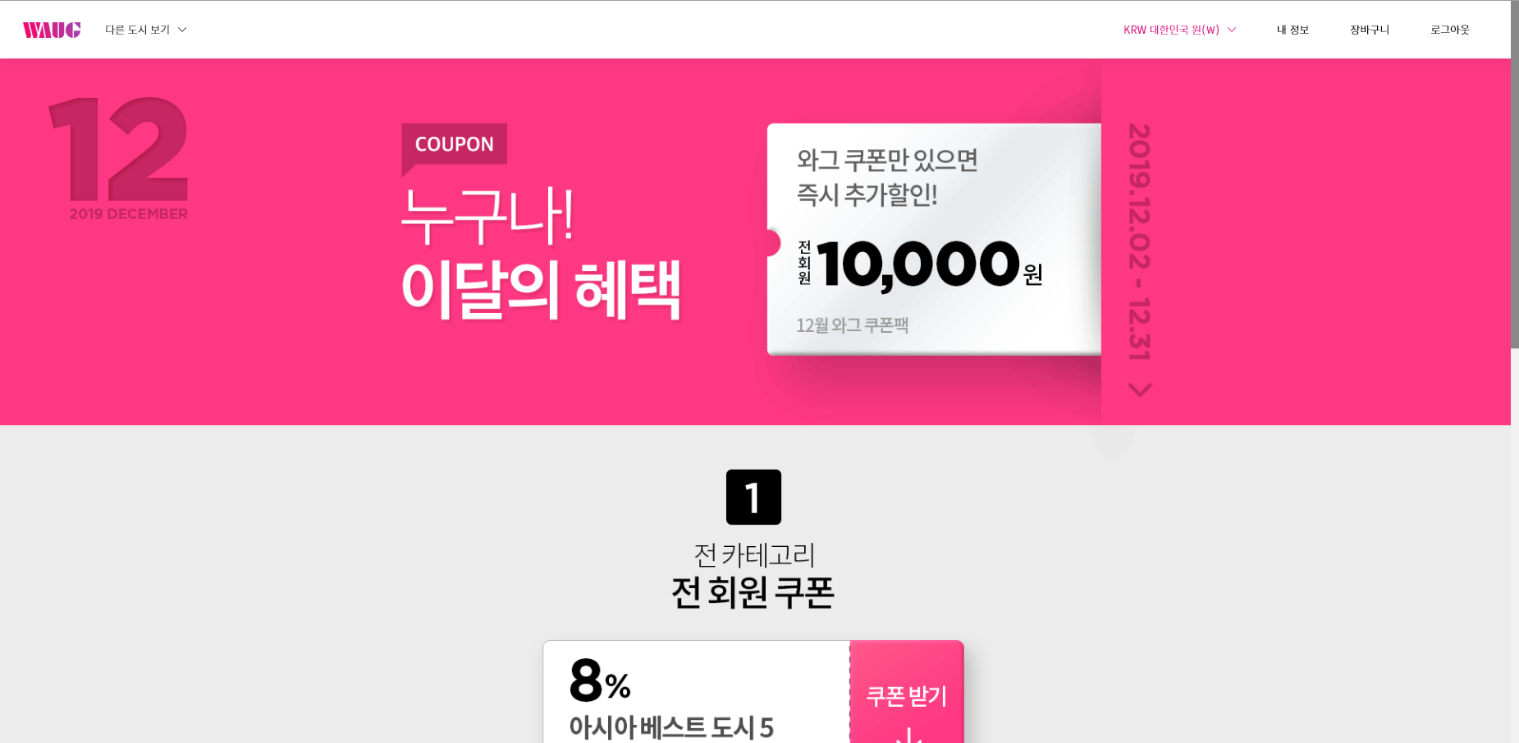 WAUG
다른 도시 보기
KRW 대한민국 원(₩)
내 정보
장바구니
로그아웃
12
2019 DECEMBER
COUPON
누구나!
이달의 혜택
와그 쿠폰만 있으면
즉시 추가할인!
전회원
10,000원
12월 와그 쿠폰팩
2019.12.02 - 12.31
1
전 카테고리
전 회원 쿠폰
8%
아시아 베스트 도시 5
쿠폰 받기